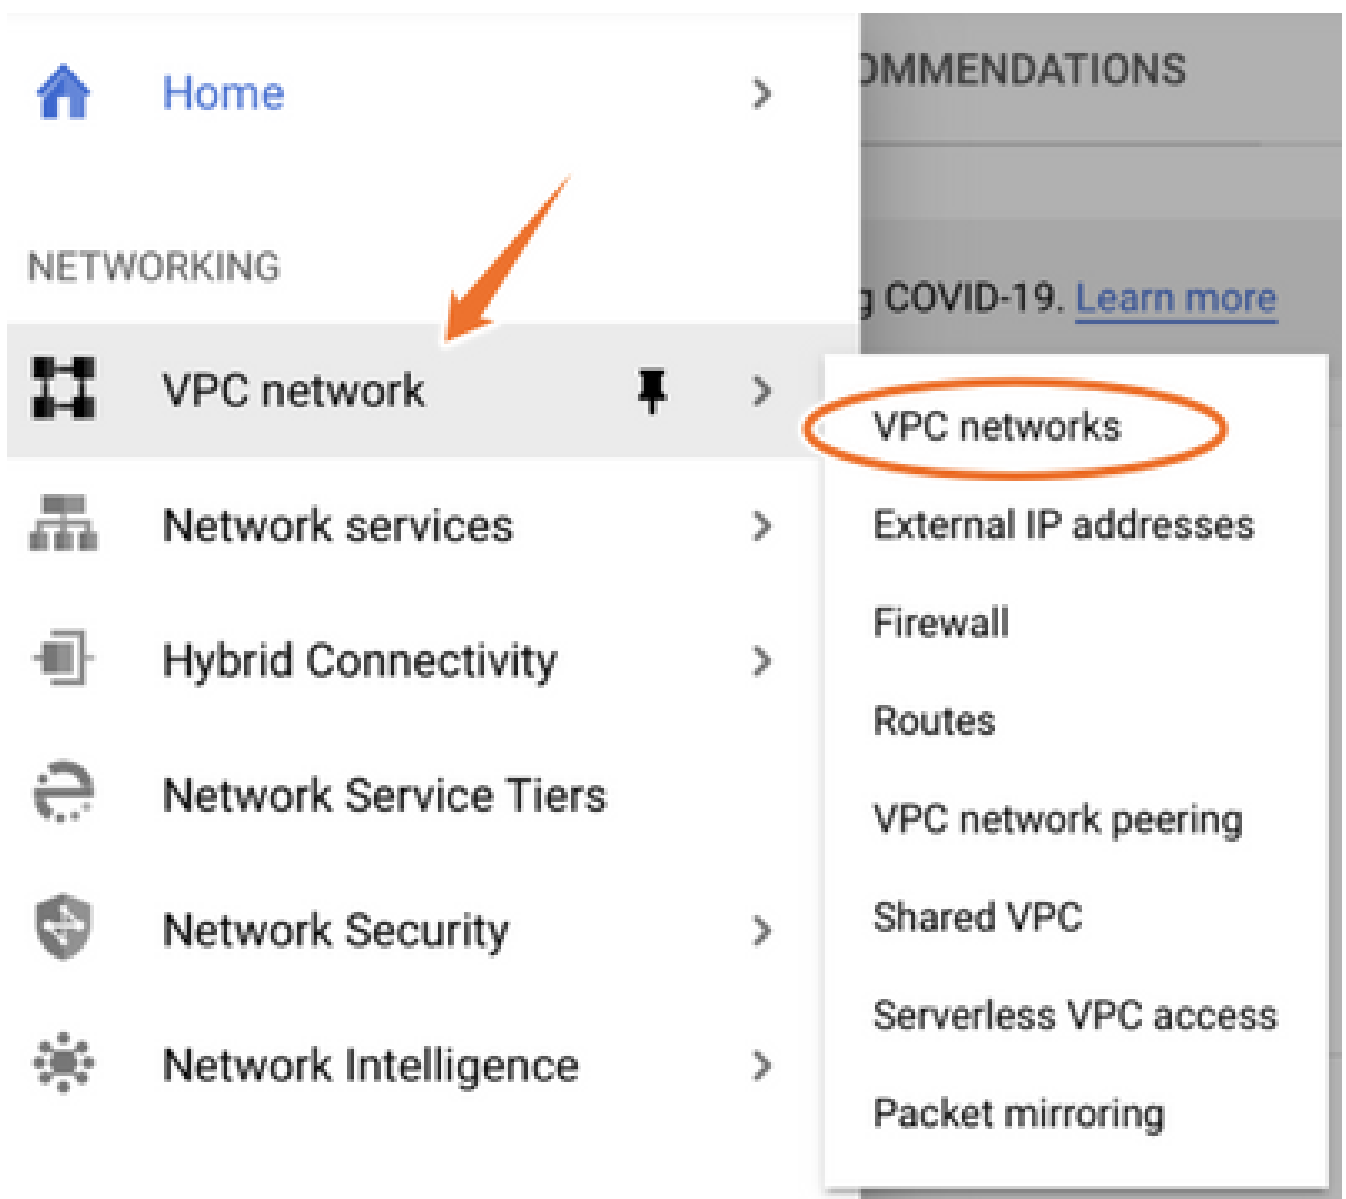 Home
OMMENDATIONS
NETWORKING
g COVID-19. Learn more
VPC network
VPC networks
External IP addresses
Firewall
Routes
VPC network peering
Shared VPC
Serverless VPC access
Packet mirroring
Network services
Hybrid Connectivity
Network Service Tiers
Network Security
Network Intelligence